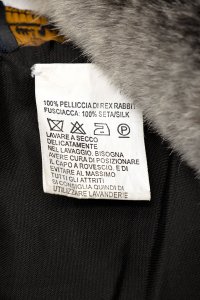 100% PELLICCIA DI REX RABBIT
FUSCIACCA: 100% SETA/SILK
P
LAVARE A SECCO
DELICATAMENTE
NEL LAVAGGIO, BISOGNA
AVERE CURA DI POSIZIONARE
IL CAPO A ROVESCIO, E DI
EVITARE AL MASSIMO
TUTTI GLI ATTRITI
SI CONSIGLIA QUINDI DI
UTILIZZARE LAVANDERIE